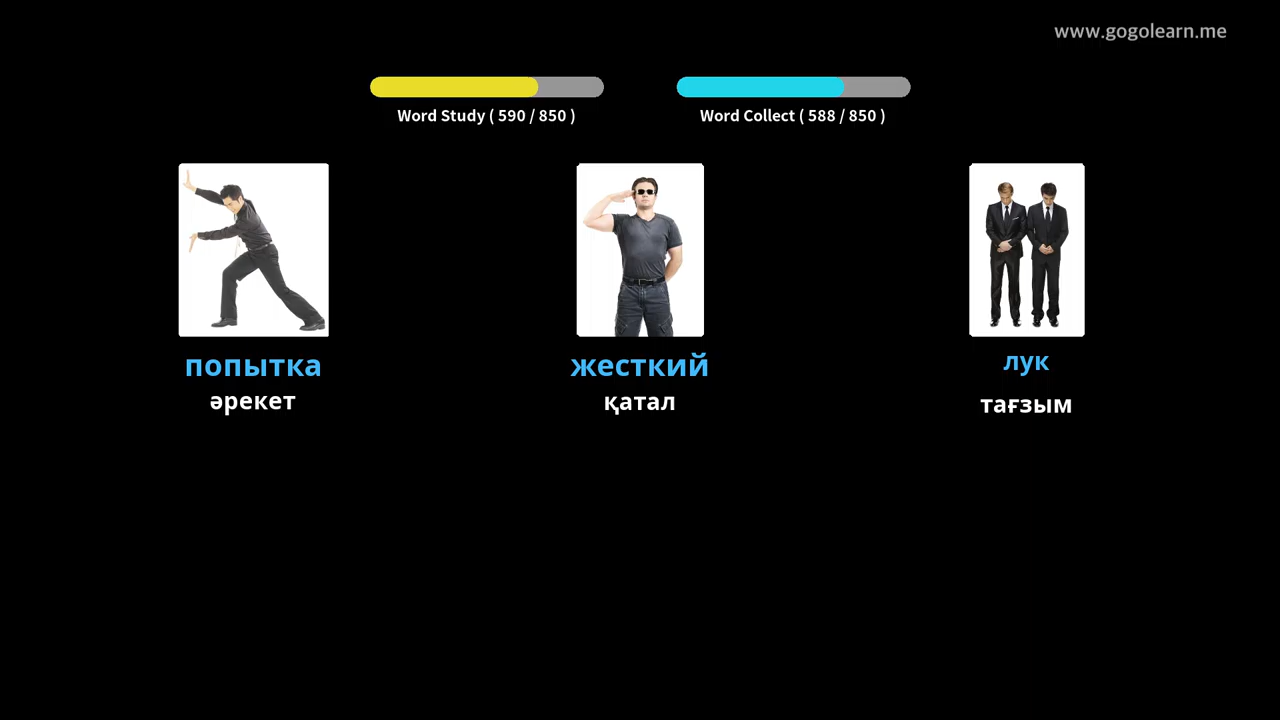 www.gogolearn.me
Word Study ( 590 / 850 )
Word Collect ( 588 / 850 )
попытка
әрекет
жесткий
қатал
лук
тағзым